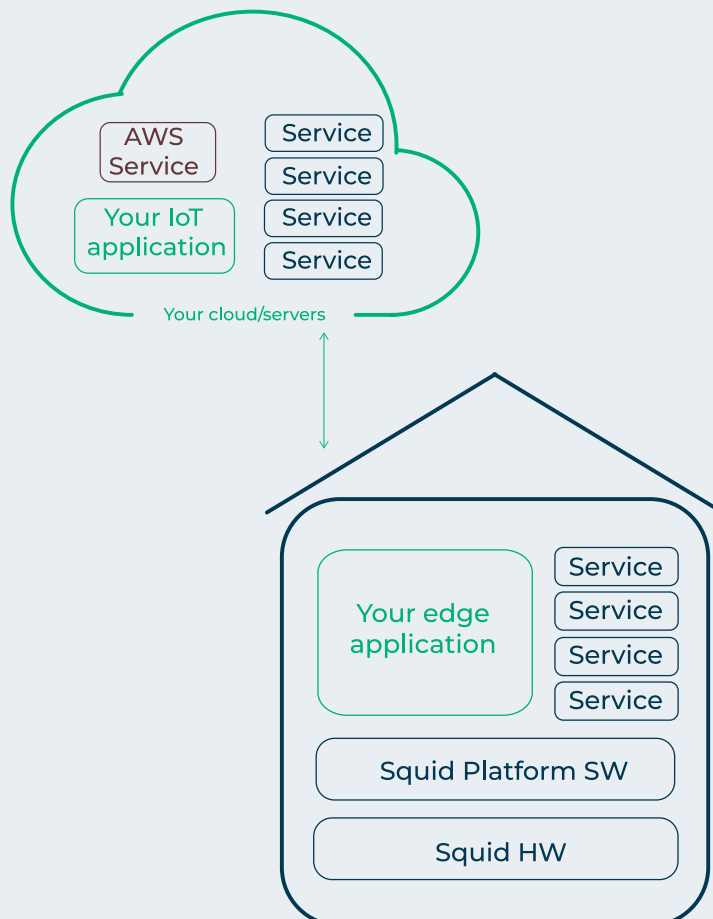 AWS
Service
Your IoT
application
Service
Service
Service
Service
Your cloud/servers
Your edge
application
Service
Service
Service
Service
Squid Platform SW
Squid HW